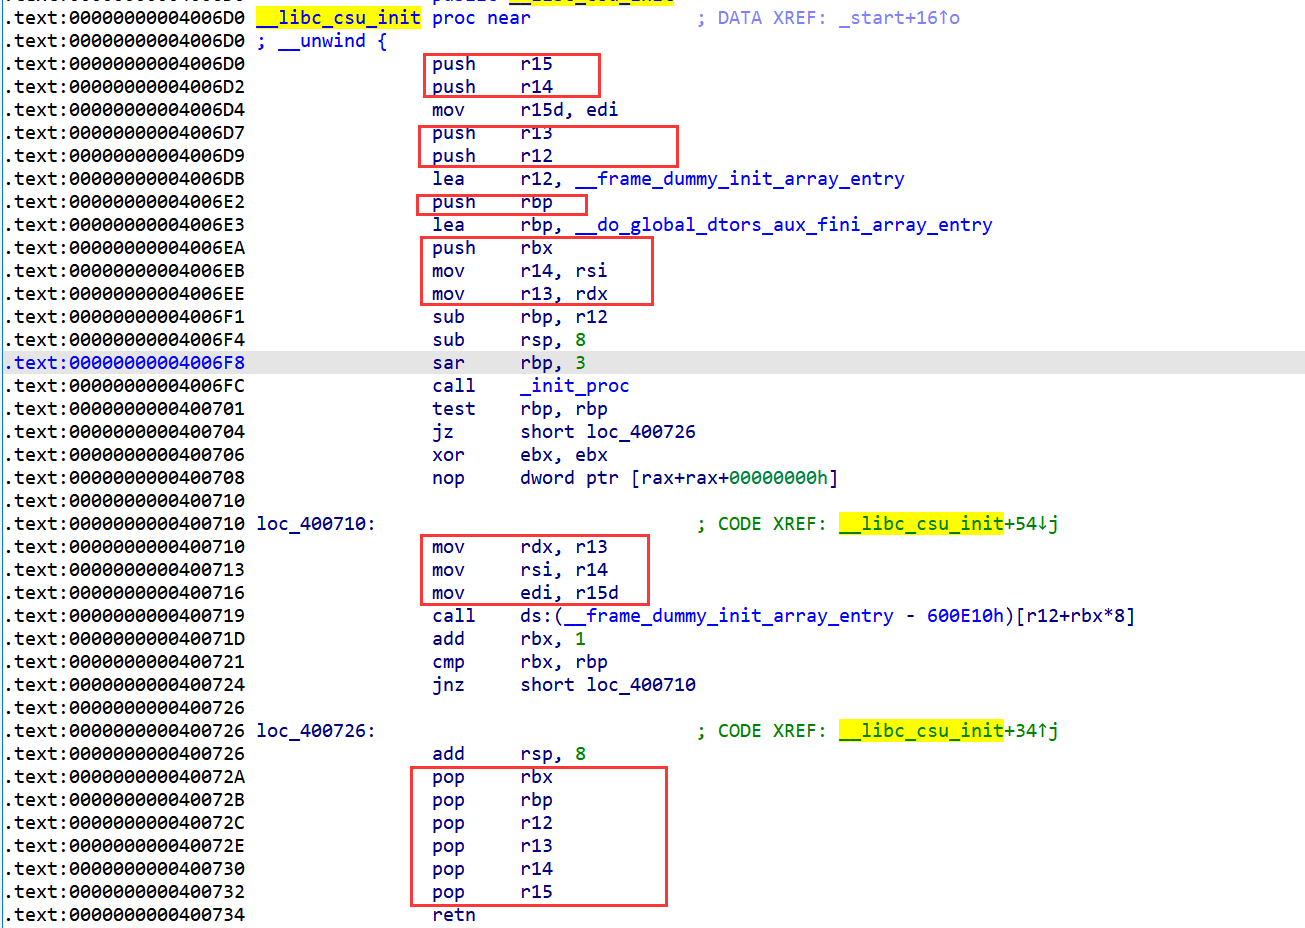 .text:00000000004006D0 __libc_csu_init proc near ; DATA XREF: _start+16↑o
.text:00000000004006D0 ; __unwind {
.text:00000000004006D0 push r15
.text:00000000004006D2 push r14
.text:00000000004006D4 mov r15d, edi
.text:00000000004006D7 push r13
.text:00000000004006D9 push r12
.text:00000000004006DB lea r12, __frame_dummy_init_array_entry
.text:00000000004006E2 push rbp
.text:00000000004006E3 lea rbp, __do_global_dtors_aux_fini_array_entry
.text:00000000004006EA push rbx
.text:00000000004006EB mov r14, rsi
.text:00000000004006EE mov r13, rdx
.text:00000000004006F1 sub rbp, r12
.text:00000000004006F4 sub rsp, 8
.text:00000000004006F8 sar rbp, 3
.text:00000000004006FC call _init_proc
.text:0000000000400701 test rbp, rbp
.text:0000000000400704 jz short loc_400726
.text:0000000000400706 xor ebx, ebx
.text:0000000000400708 nop dword ptr [rax+rax+00000000h]
.text:0000000000400710
.text:0000000000400710 loc_400710: ; CODE XREF: __libc_csu_init+54↓j
.text:0000000000400710 mov rdx, r13
.text:0000000000400713 mov rsi, r14
.text:0000000000400716 mov edi, r15d
.text:0000000000400719 call ds:(__frame_dummy_init_array_entry - 600E10h)[r12+rbx*8]
.text:000000000040071D add rbx, 1
.text:0000000000400721 cmp rbx, rbp
.text:0000000000400724 jnz short loc_400710
.text:0000000000400726
.text:0000000000400726 loc_400726: ; CODE XREF: __libc_csu_init+34↑j
.text:0000000000400726 add rsp, 8
.text:000000000040072A pop rbx
.text:000000000040072B pop rbp
.text:000000000040072C pop r12
.text:000000000040072E pop r13
.text:0000000000400730 pop r14
.text:0000000000400732 pop r15
.text:0000000000400734 retn